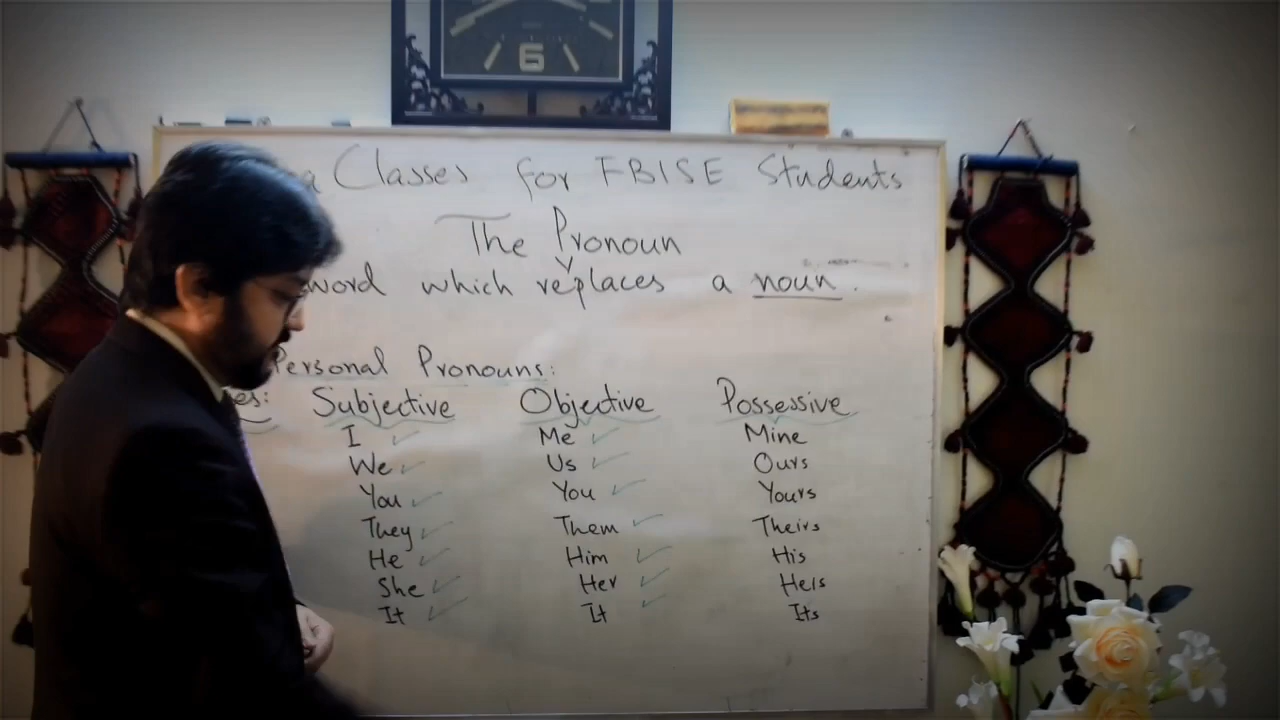 6
Classes for FBISE Students
The Pronoun
word which replaces a noun.
Personal Pronouns:
Subjective Objective Possessive
I Me Mine
We Us Ours
You You Yours
They Them Theirs
He Him His
She Her Hers
It It Its